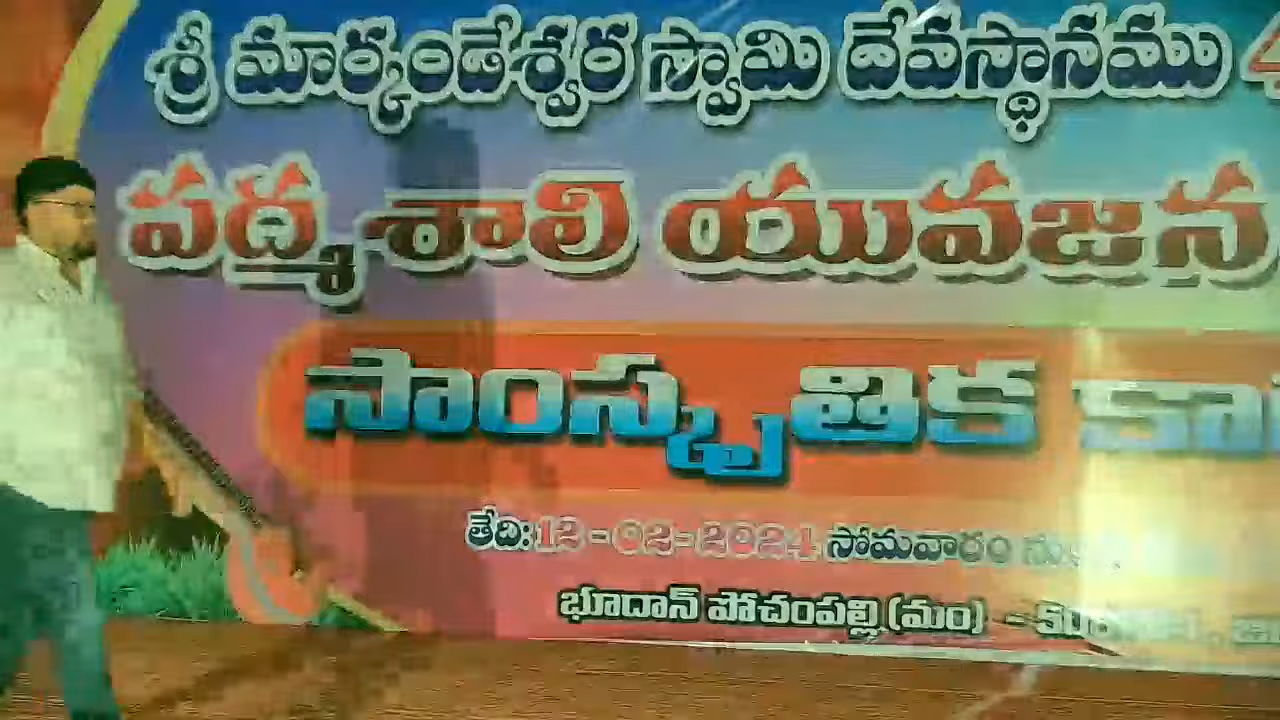 శ్రీ మార్కండేశ్వర స్వామి దేవస్థానము
పద్మశాలి యువజన
సాంస్కృతిక
తేది:12-02-2024 సోమవారం
భూదాన్ పోచంపల్లి (మం) -